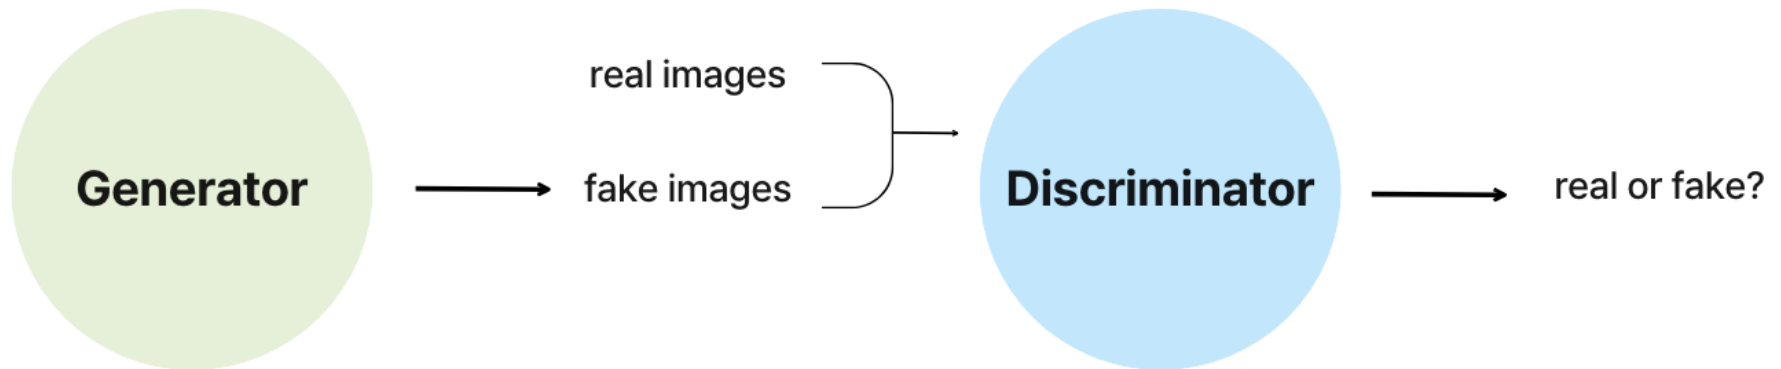 Generator
real images
fake images
Discriminator
real or fake?